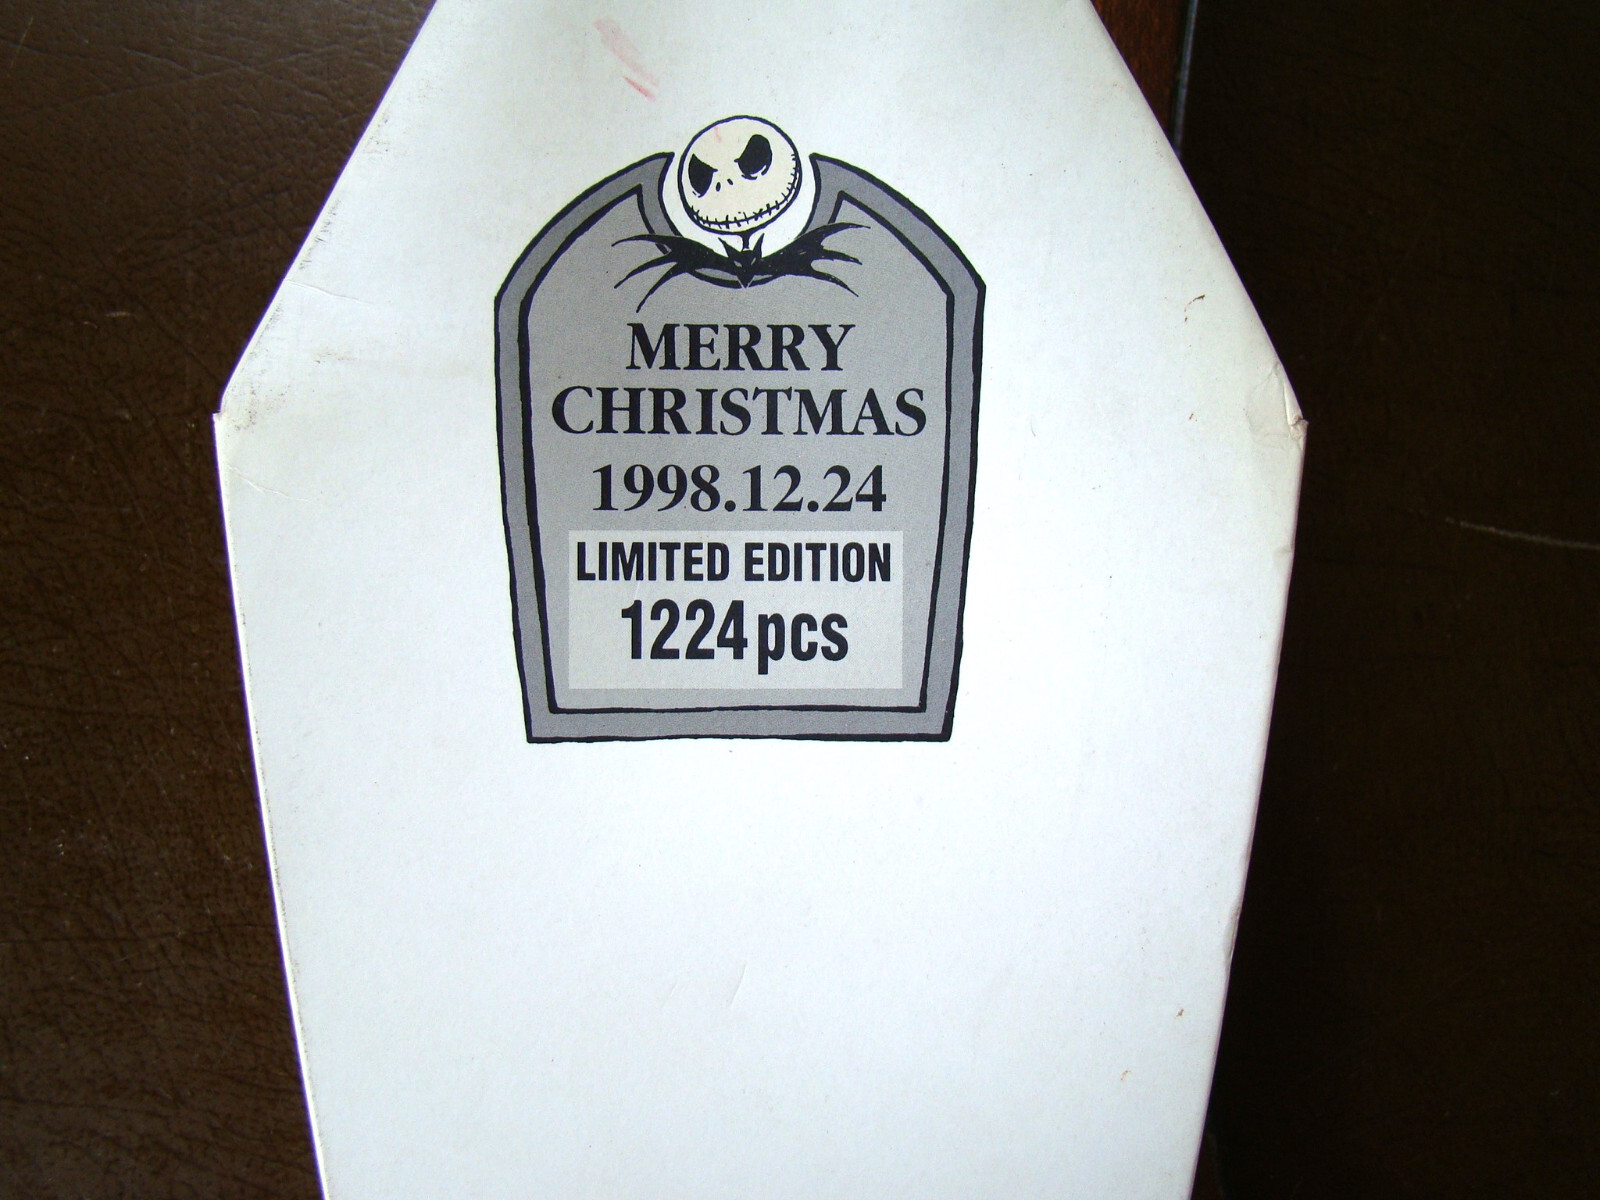 MERRY
CHRISTMAS
1998.12.24
LIMITED EDITION
1224pcs